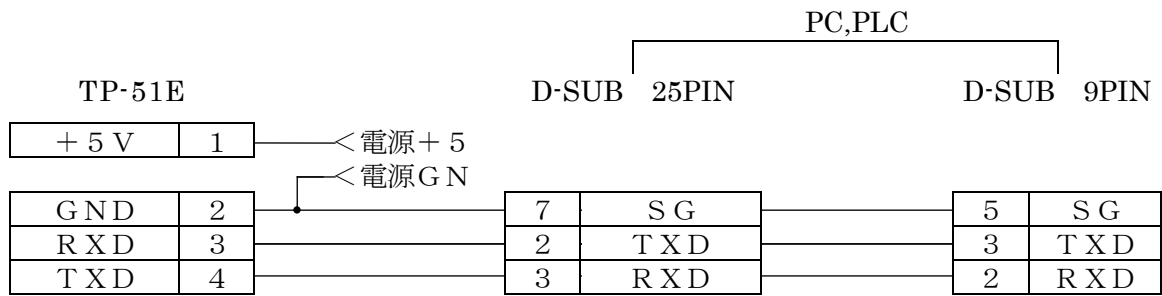 PC,PLC
TP-51E D-SUB 25PIN D-SUB 9PIN
+5V 1 電源+5
電源GN
GND 2 7 SG 5 SG
RXD 3 2 TXD 3 TXD
TXD 4 3 RXD 2 RXD